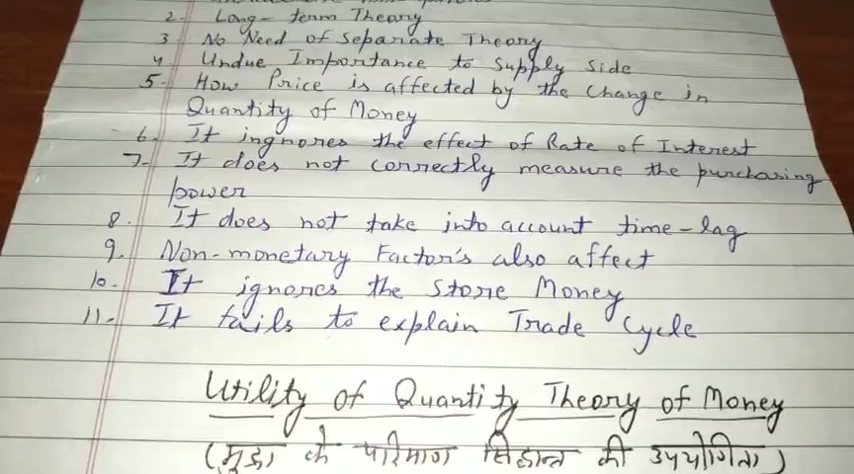 2. Long-term Theory
3 No Need of Separate Theory
4 Undue Importance to Supply Side
5. How Price is affected by the Change in
Quantity of Money
6. It ingnores the effect of Rate of Interest
7. It does not correctly measure the purchasing
power
8. It does not take into account time-lag
9. Non-monetary Factor's also affect
10. It ignores the Store Money
11. It fails to explain Trade Cycle
Utility of Quantity Theory of Money
(मुद्रा के परिमाण सिद्धान्त की उपयोगिता)